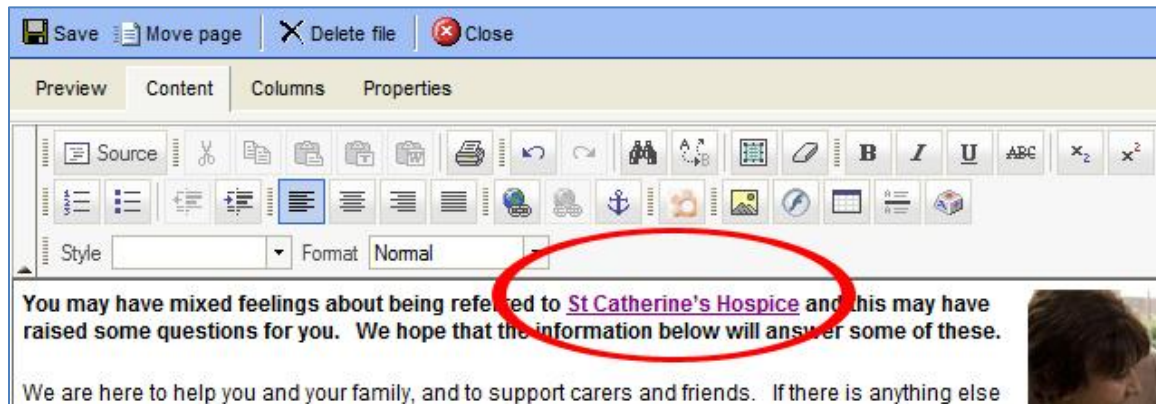 Save Move page Delete file Close
Preview Content Columns Properties
Source B I U ABC x₂ x²
Style Format Normal
You may have mixed feelings about being referred to St Catherine's Hospice and this may have
raised some questions for you. We hope that the information below will answer some of these.
We are here to help you and your family, and to support carers and friends. If there is anything else